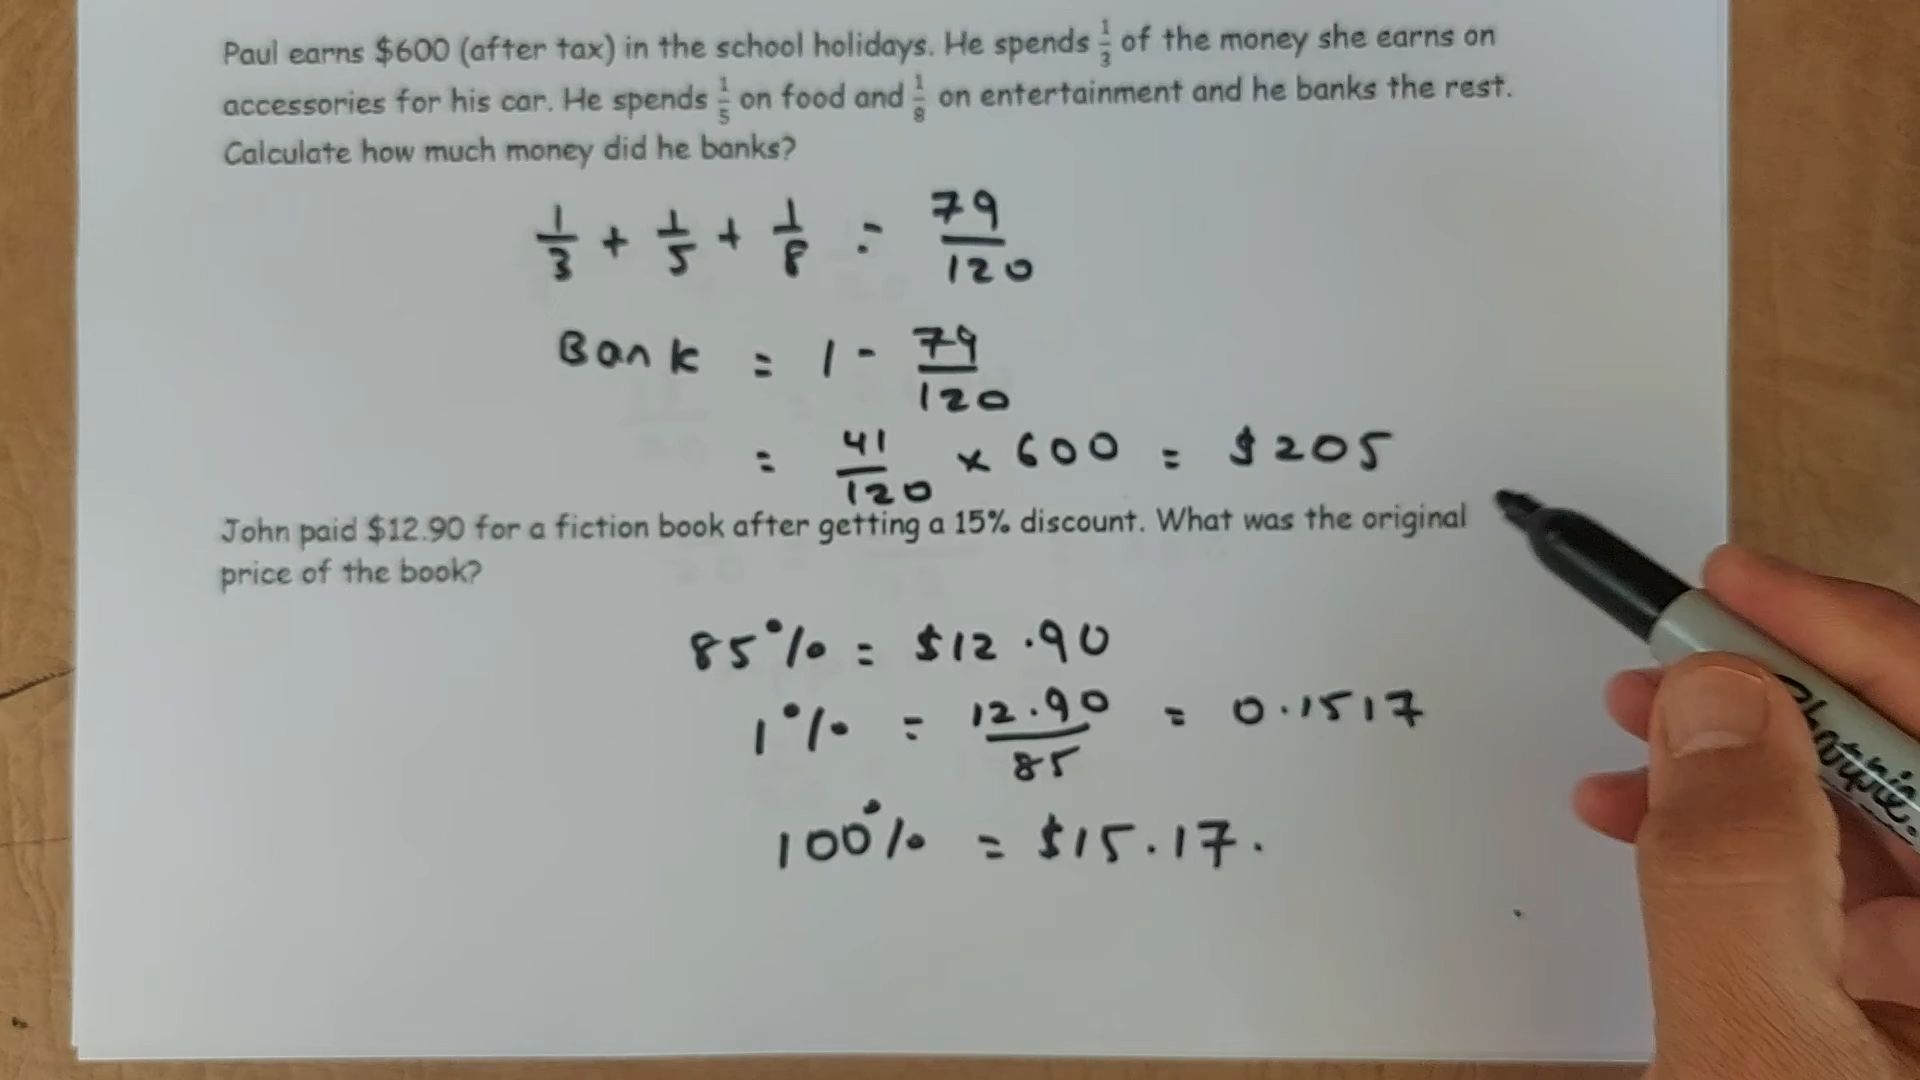 Paul earns $600 (after tax) in the school holidays. He spends 1/3 of the money she earns on
accessories for his car. He spends 1/5 on food and 1/8 on entertainment and he banks the rest.
Calculate how much money did he banks?
1/3 + 1/5 + 1/8 = 79/120
Bank = 1 - 79/120
= 41/120 × 600 = $205
John paid $12.90 for a fiction book after getting a 15% discount. What was the original
price of the book?
85% = $12.90
1% = 12.90/85 = 0.1517
100% = $15.17.
Sharpie.